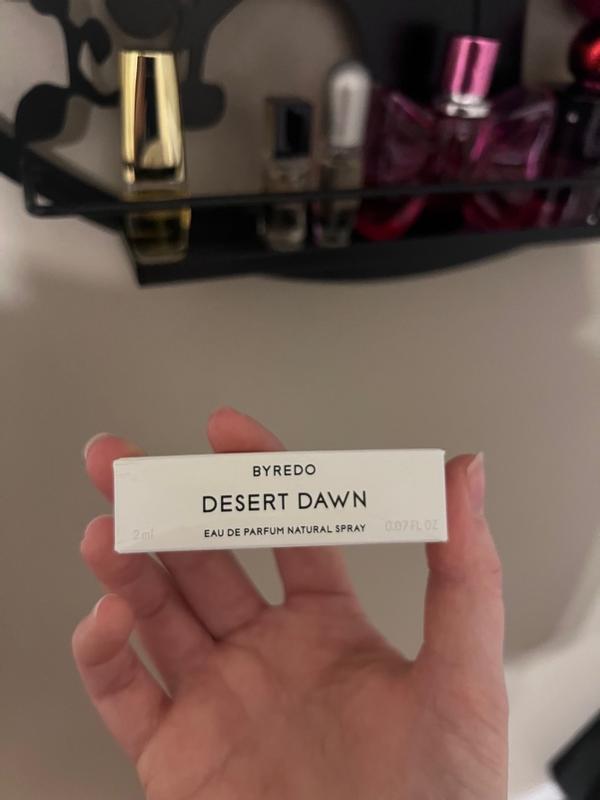 BYREDO
DESERT DAWN
2 ml EAU DE PARFUM NATURAL SPRAY 0.07 FL OZ